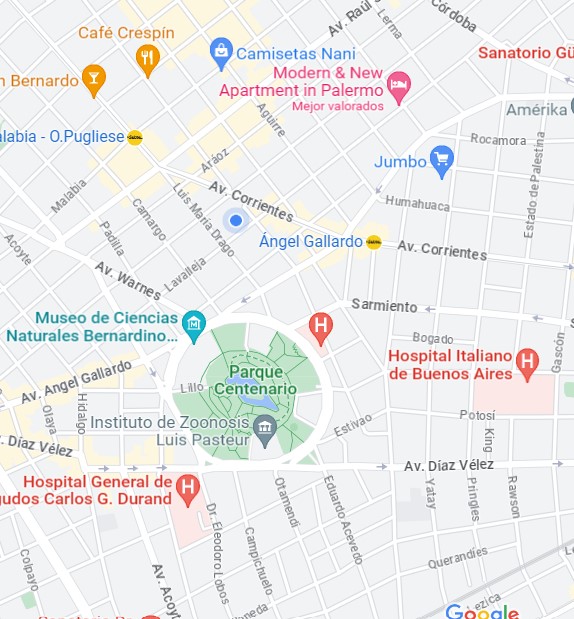 Córdoba
Av. Raúl S
Lerma
Café Crespín
Camisetas Nani
Sanatorio Gü
Modern & New
Apartment in Palermo
Mejor valorados
n Bernardo
Amérika
Aguirre
alabia - O.Pugliese
Rocamora
Aráoz
Jumbo
Estado de Palestina
Malabia
Luis María Drago
Av. Corrientes
Humahuaca
Camargo
Padilla
Acoyte
Ángel Gallardo
Av. Corrientes
Lavalleja
Av. Warnes
Sarmiento
Museo de Ciencias
Naturales Bernardino...
Bogado
Gascón
Hospital Italiano
de Buenos Aires
Av. Angel Gallardo
Parque
Centenario
Lillo
Hidalgo
Olaya
Potosí
Instituto de Zoonosis
Luis Pasteur
Estivao
King
v. Díaz Vélez
Av. Díaz Vélez
Hospital General de
gudos Carlos G. Durand
Otamendi
Eduardo Acevedo
Yatay
Pringles
Rawson
Dr. Eleodoro Lobos
Campichuelo
Querandíes
Colpayo
Av. Acoyt
Lezica
Google